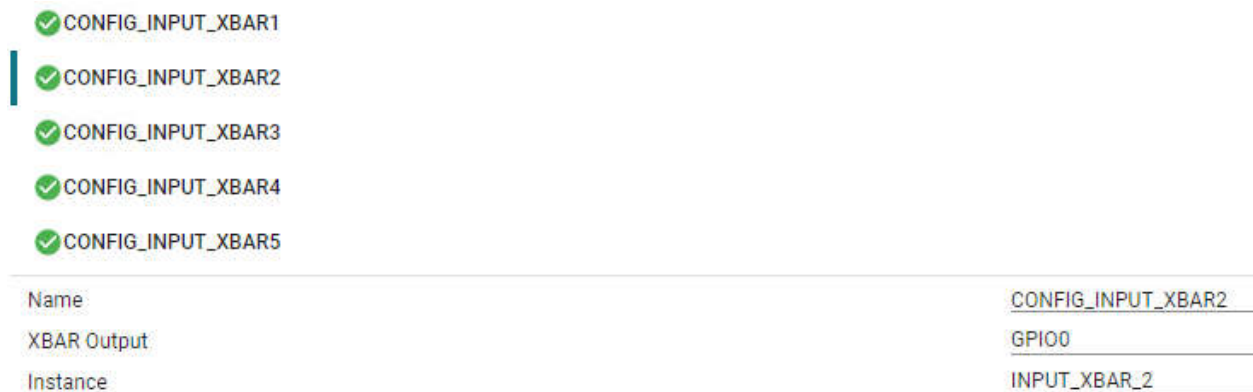 CONFIG_INPUT_XBAR1
CONFIG_INPUT_XBAR2
CONFIG_INPUT_XBAR3
CONFIG_INPUT_XBAR4
CONFIG_INPUT_XBAR5
Name CONFIG_INPUT_XBAR2
XBAR Output GPIO0
Instance INPUT_XBAR_2